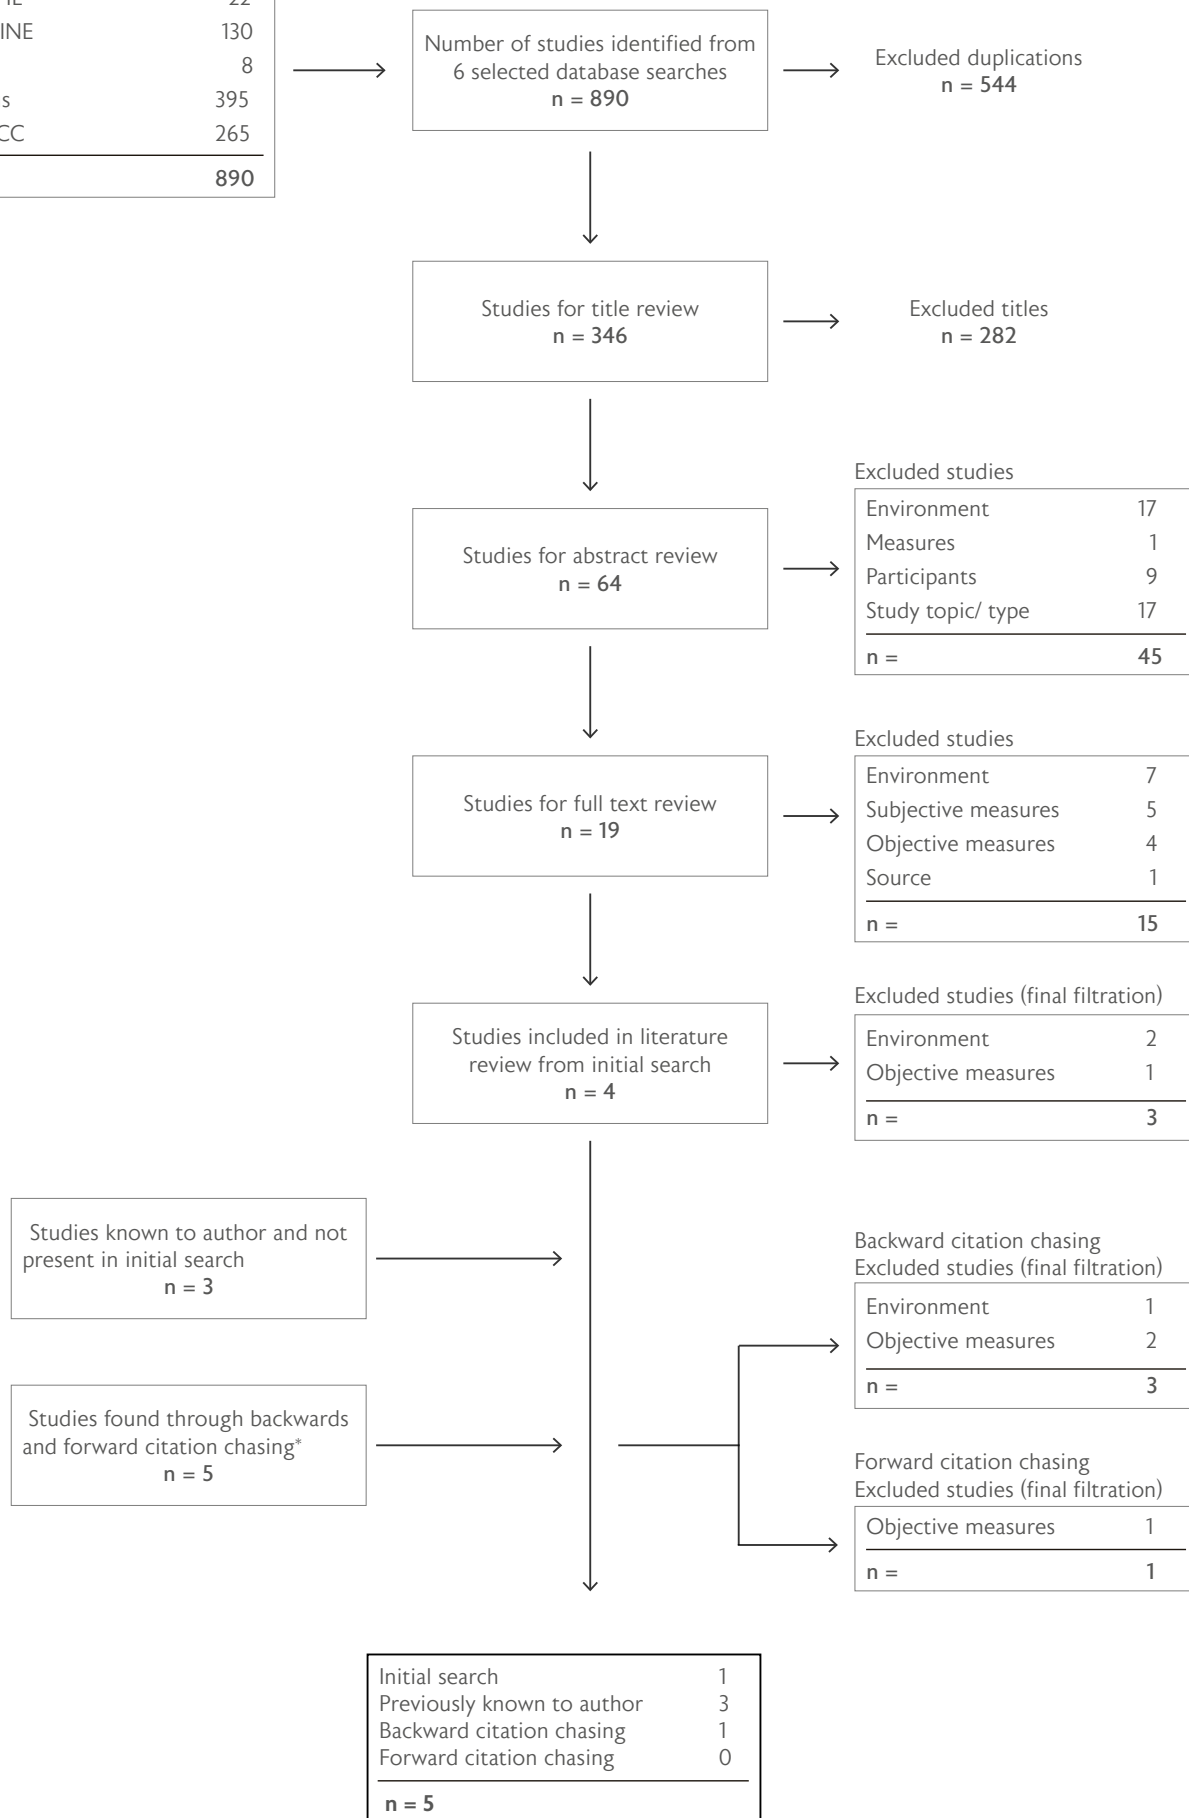 22
130
8
395
265
890
Number of studies identified from
6 selected database searches
n = 890
Excluded duplications
n = 544
Studies for title review
n = 346
Excluded titles
n = 282
Studies for abstract review
n = 64
Excluded studies
Environment 17
Measures 1
Participants 9
Study topic/ type 17
n = 45
Studies for full text review
n = 19
Excluded studies
Environment 7
Subjective measures 5
Objective measures 4
Source 1
n = 15
Studies included in literature
review from initial search
n = 4
Excluded studies (final filtration)
Environment 2
Objective measures 1
n = 3
Studies known to author and not
present in initial search
n = 3
Backward citation chasing
Excluded studies (final filtration)
Environment 1
Objective measures 2
n = 3
Studies found through backwards
and forward citation chasing*
n = 5
Forward citation chasing
Excluded studies (final filtration)
Objective measures 1
n = 1
Initial search 1
Previously known to author 3
Backward citation chasing 1
Forward citation chasing 0
n = 5